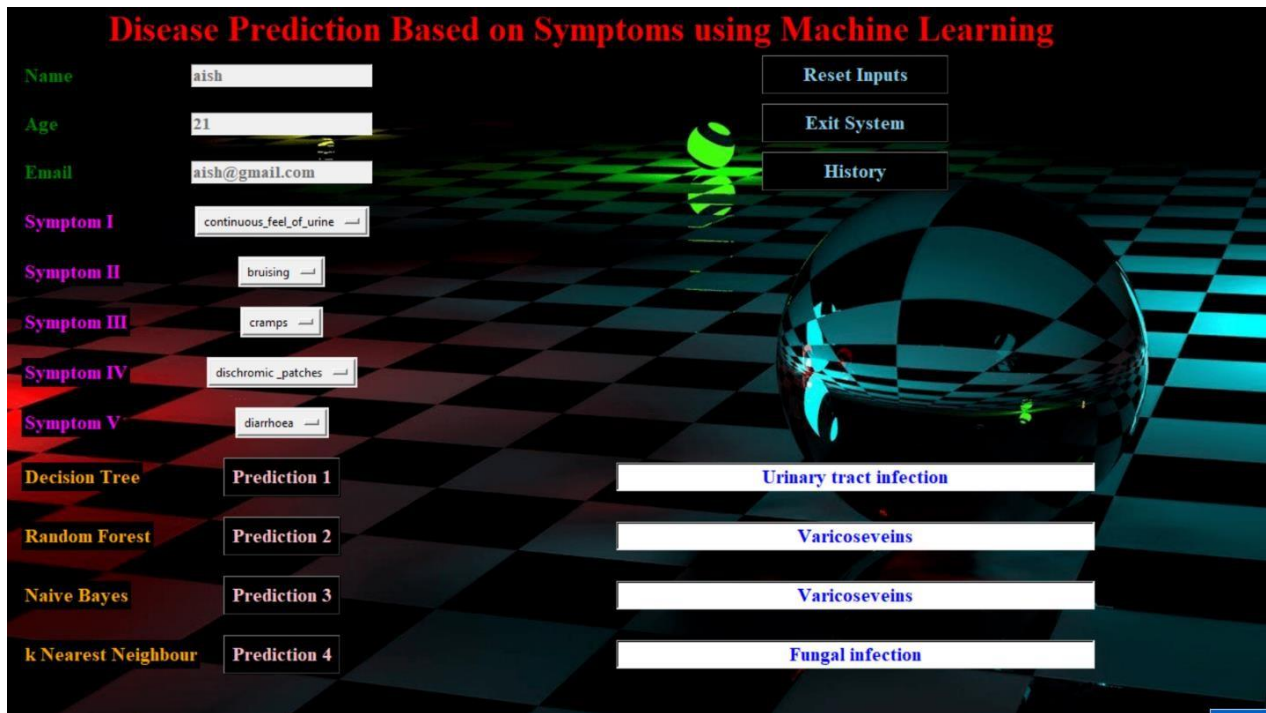 Disease Prediction Based on Symptoms using Machine Learning
Name aish Reset Inputs
Age 21 Exit System
Email aish@gmail.com History
Symptom I continuous_feel_of_urine
Symptom II bruising
Symptom III cramps
Symptom IV dischromic _patches
Symptom V diarrhoea
Decision Tree Prediction 1 Urinary tract infection
Random Forest Prediction 2 Varicoseveins
Naive Bayes Prediction 3 Varicoseveins
k Nearest Neighbour Prediction 4 Fungal infection